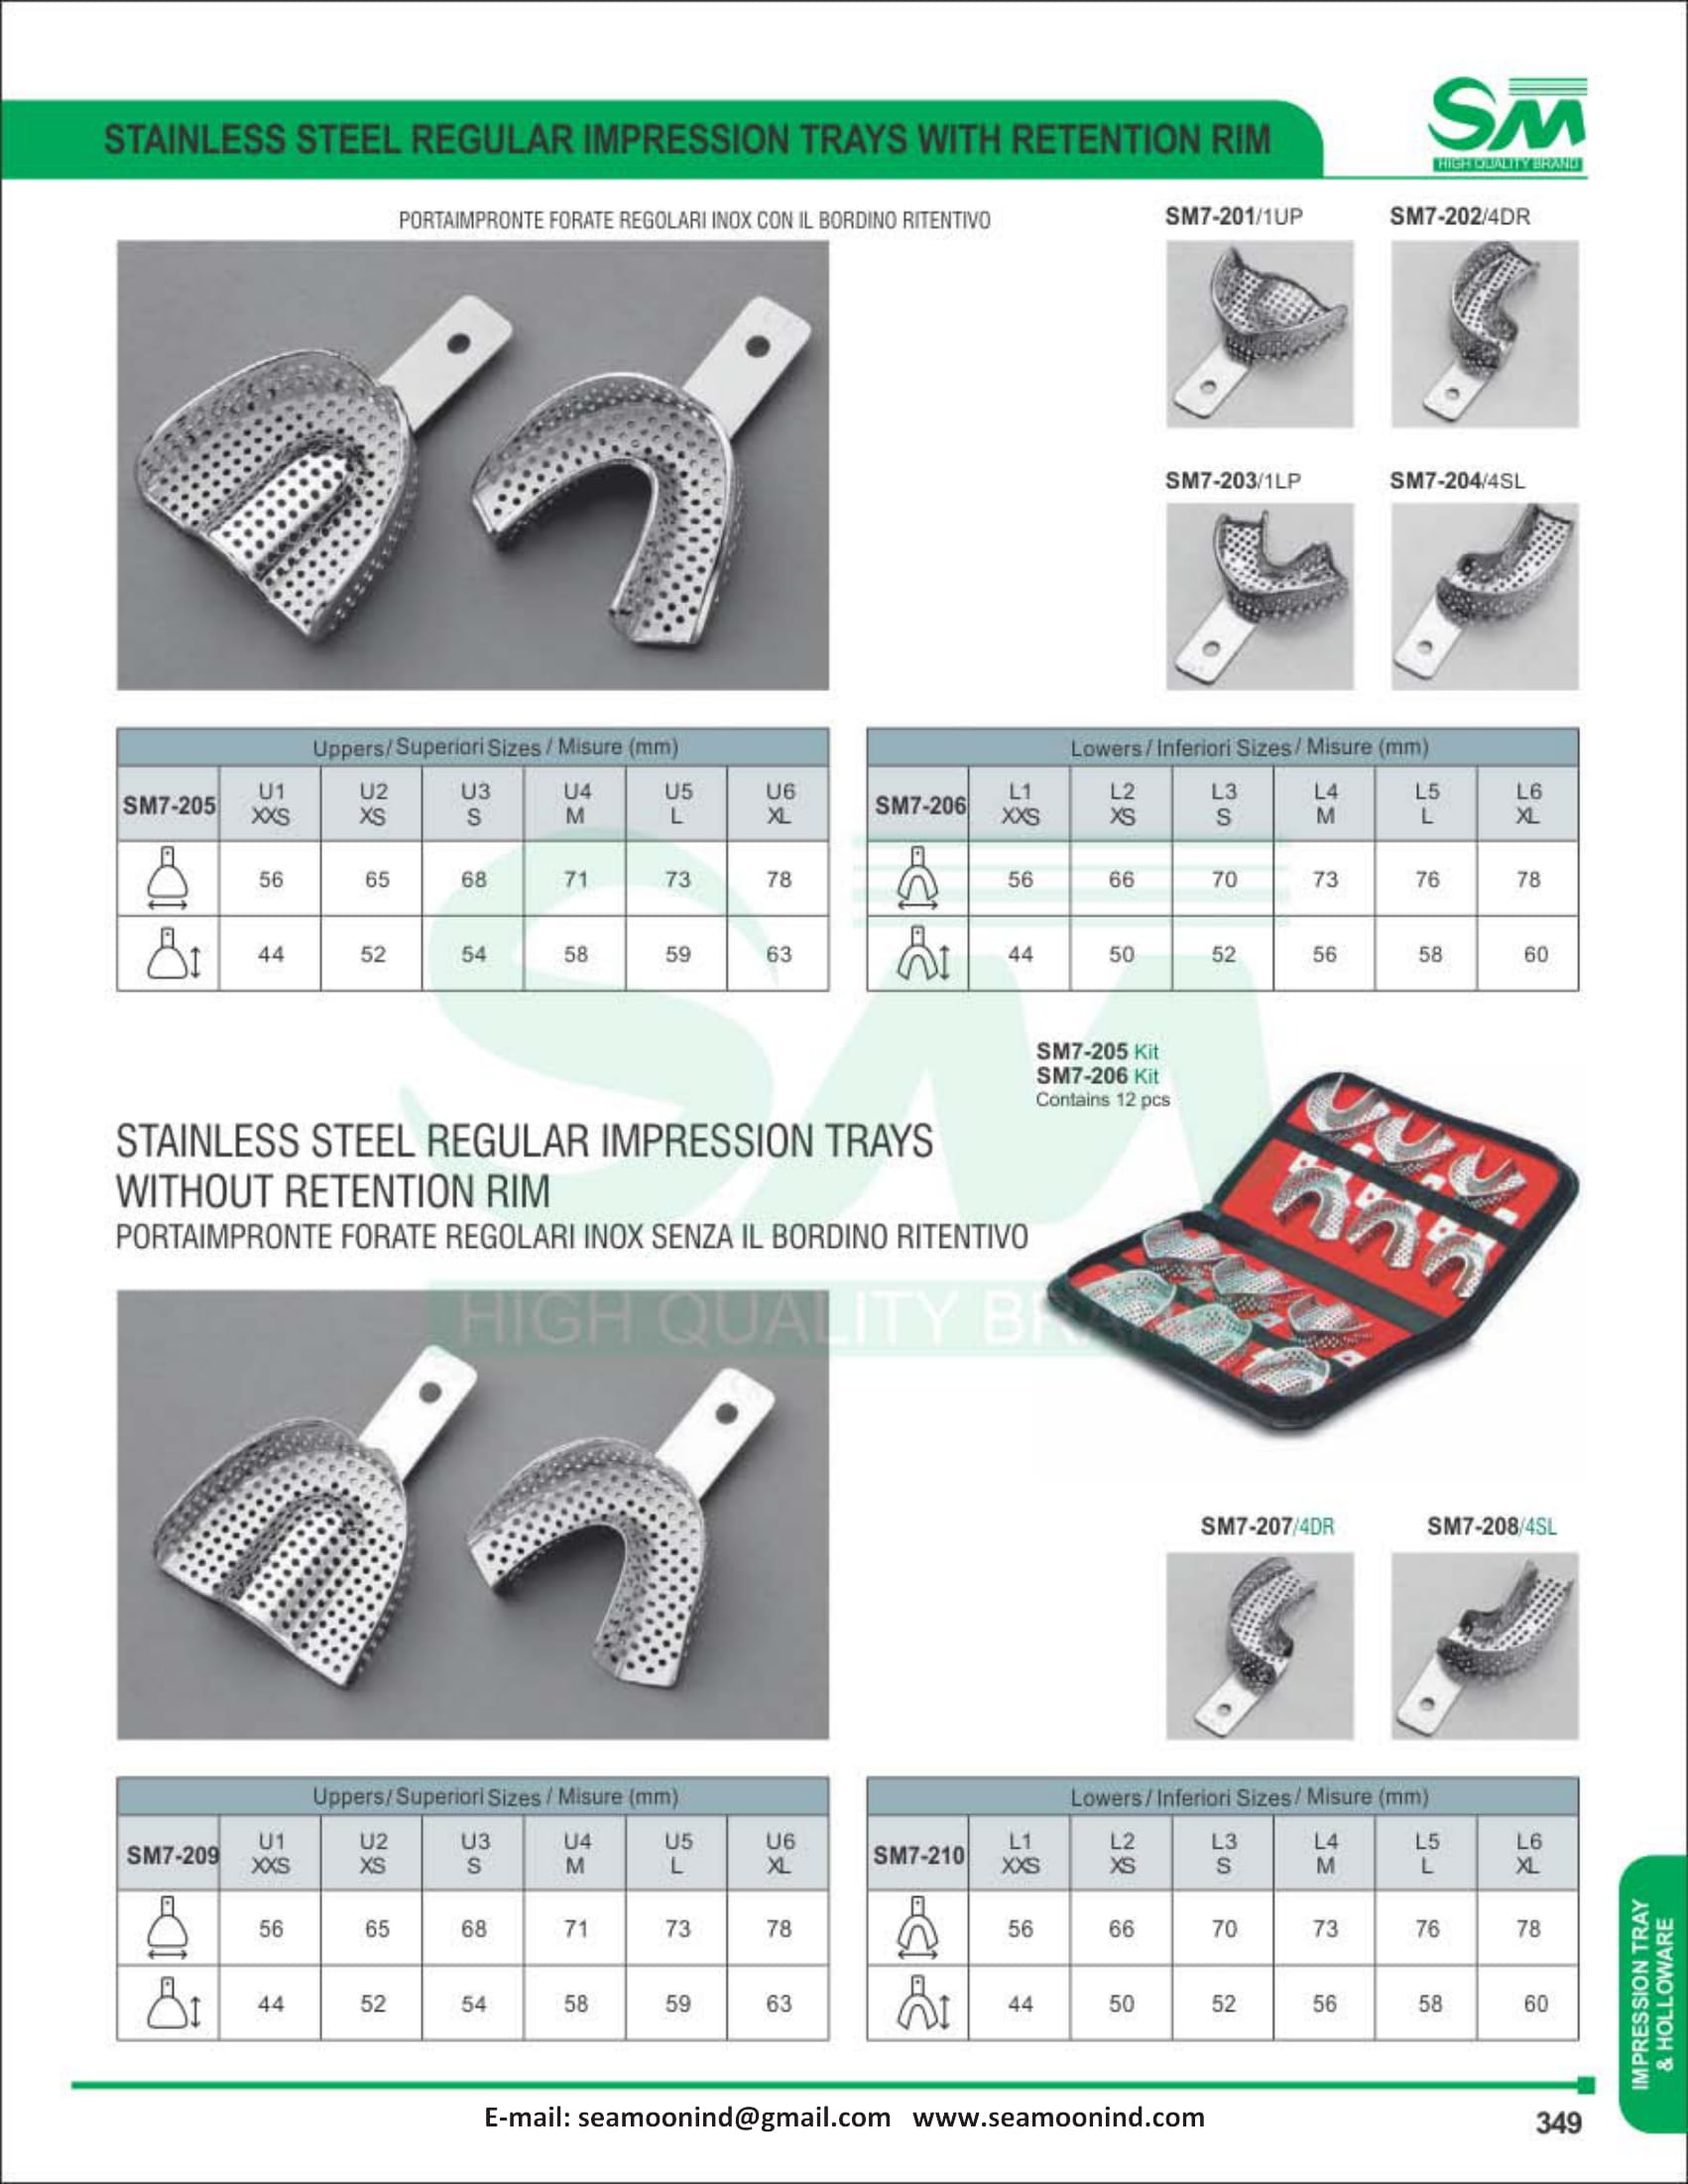 STAINLESS STEEL REGULAR IMPRESSION TRAYS WITH RETENTION RIM
SM
HIGH QUALITY BRAND
PORTAIMPRONTE FORATE REGOLARI INOX CON IL BORDINO RITENTIVO
SM7-201/1UP
SM7-202/4DR
SM7-203/1LP
SM7-204/4SL
Uppers/Superiori Sizes / Misure (mm)
SM7-205 U1 XXS U2 XS U3 S U4 M U5 L U6 XL
56 65 68 71 73 78
44 52 54 58 59 63
Lowers/Inferiori Sizes/ Misure (mm)
SM7-206 L1 XXS L2 XS L3 S L4 M L5 L L6 XL
56 66 70 73 76 78
44 50 52 56 58 60
SM7-205 Kit
SM7-206 Kit
Contains 12 pcs
STAINLESS STEEL REGULAR IMPRESSION TRAYS
WITHOUT RETENTION RIM
PORTAIMPRONTE FORATE REGOLARI INOX SENZA IL BORDINO RITENTIVO
SM
HIGH QUALITY BRAN
SM7-207/4DR
SM7-208/4SL
Uppers/Superiori Sizes / Misure (mm)
SM7-209 U1 XXS U2 XS U3 S U4 M U5 L U6 XL
56 65 68 71 73 78
44 52 54 58 59 63
Lowers/Inferiori Sizes/ Misure (mm)
SM7-210 L1 XXS L2 XS L3 S L4 M L5 L L6 XL
56 66 70 73 76 78
44 50 52 56 58 60
IMPRESSION TRAY
& HOLLOWARE
E-mail: seamoonind@gmail.com www.seamoonind.com
349